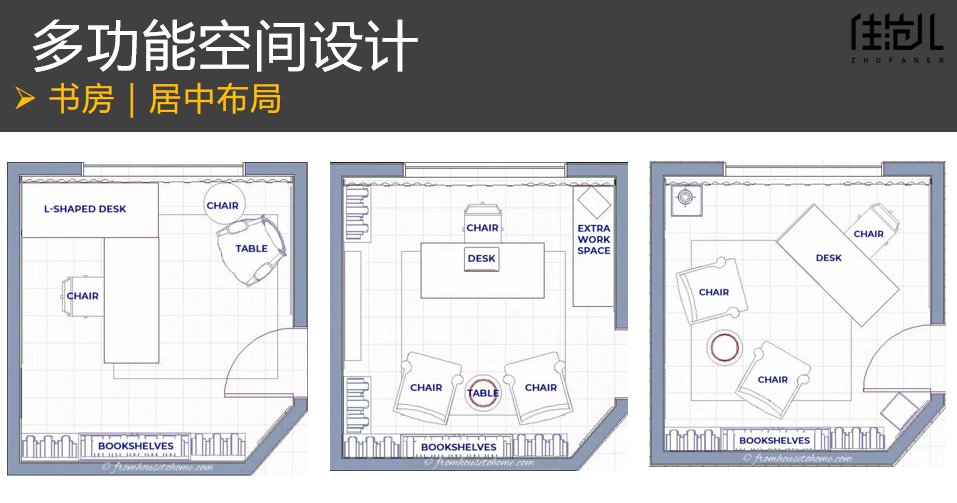 多功能空间设计
住范儿
ZHUFANER
➢ 书房｜居中布局
L-SHAPED DESK
CHAIR
TABLE
CHAIR
BOOKSHELVES
© fromhousetohome.com
CHAIR
DESK
EXTRA
WORK
SPACE
CHAIR
TABLE
CHAIR
BOOKSHELVES
© fromhousetohome.com
CHAIR
DESK
CHAIR
CHAIR
BOOKSHELVES
© fromhousetohome.com